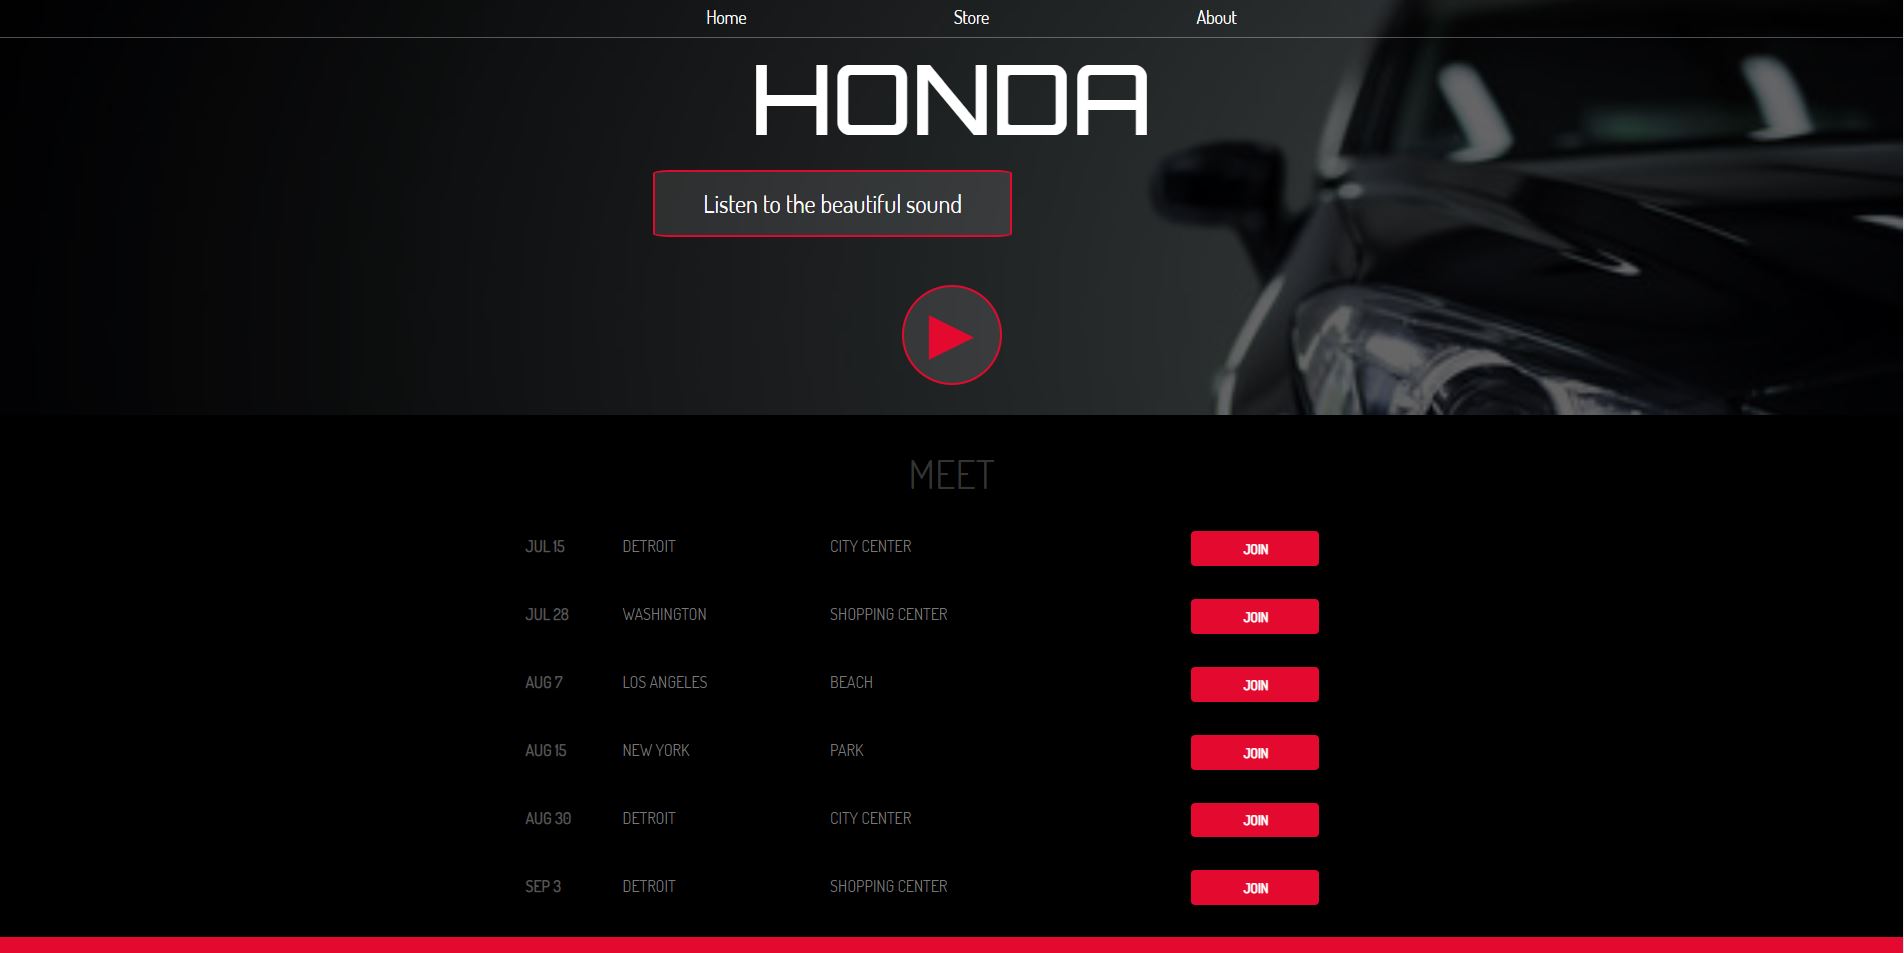 Home Store About
HONDA
Listen to the beautiful sound
MEET
JUL 15 DETROIT CITY CENTER JOIN
JUL 28 WASHINGTON SHOPPING CENTER JOIN
AUG 7 LOS ANGELES BEACH JOIN
AUG 15 NEW YORK PARK JOIN
AUG 30 DETROIT CITY CENTER JOIN
SEP 3 DETROIT SHOPPING CENTER JOIN